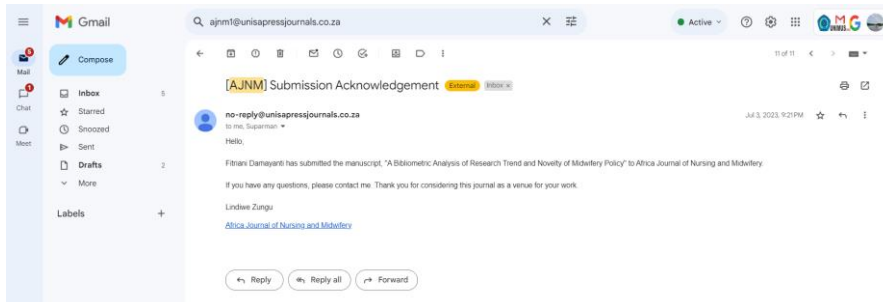 Gmail
ajnm1@unisapressjournals.co.za
Active
5
Mail
Compose
11 of 11
1
Chat
Meet
Inbox 5
Starred
Snoozed
Sent
Drafts 2
More
Labels
[AJNM] Submission Acknowledgement External Inbox x
no-reply@unisapressjournals.co.za Jul 3, 2023, 9:21 PM
to me, Suparman
Hello,
Fitriani Damayanti has submitted the manuscript, "A Bibliometric Analysis of Research Trend and Novelty of Midwifery Policy" to Africa Journal of Nursing and Midwifery.
If you have any questions, please contact me. Thank you for considering this journal as a venue for your work.
Lindiwe Zungu
Africa Journal of Nursing and Midwifery
Reply Reply all Forward